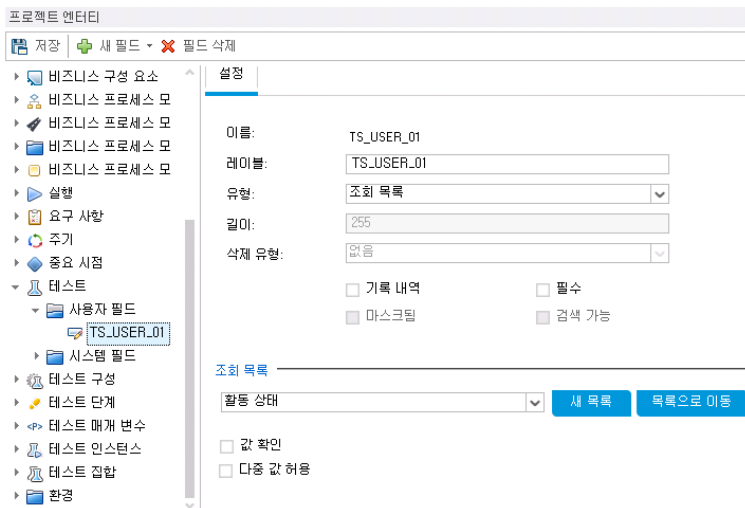 프로젝트 엔터티
저장 새 필드 필드 삭제
비즈니스 구성 요소
비즈니스 프로세스 모
비즈니스 프로세스 모
비즈니스 프로세스 모
비즈니스 프로세스 모
실행
요구 사항
주기
중요 시점
테스트
사용자 필드
TS_USER_01
시스템 필드
테스트 구성
테스트 단계
<P> 테스트 매개 변수
테스트 인스턴스
테스트 집합
환경
설정
이름: TS_USER_01
레이블: TS_USER_01
유형: 조회 목록
길이: 255
삭제 유형: 없음
기록 내역 필수
마스크됨 검색 가능
조회 목록
활동 상태 새 목록 목록으로 이동
값 확인
다중 값 허용